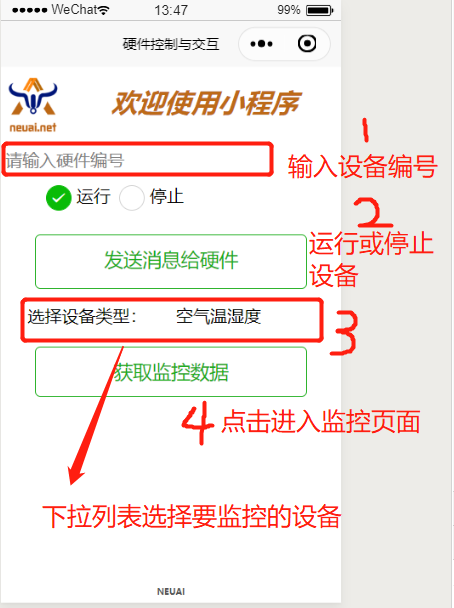 ●●●●● WeChat 13:47 99%
硬件控制与交互
neuai.net
欢迎使用小程序
1
请输入硬件编号
输入设备编号
2
运行 停止
运行或停止
设备
发送消息给硬件
选择设备类型： 空气温湿度
3
获取监控数据
4 点击进入监控页面
下拉列表选择要监控的设备
NEUAI